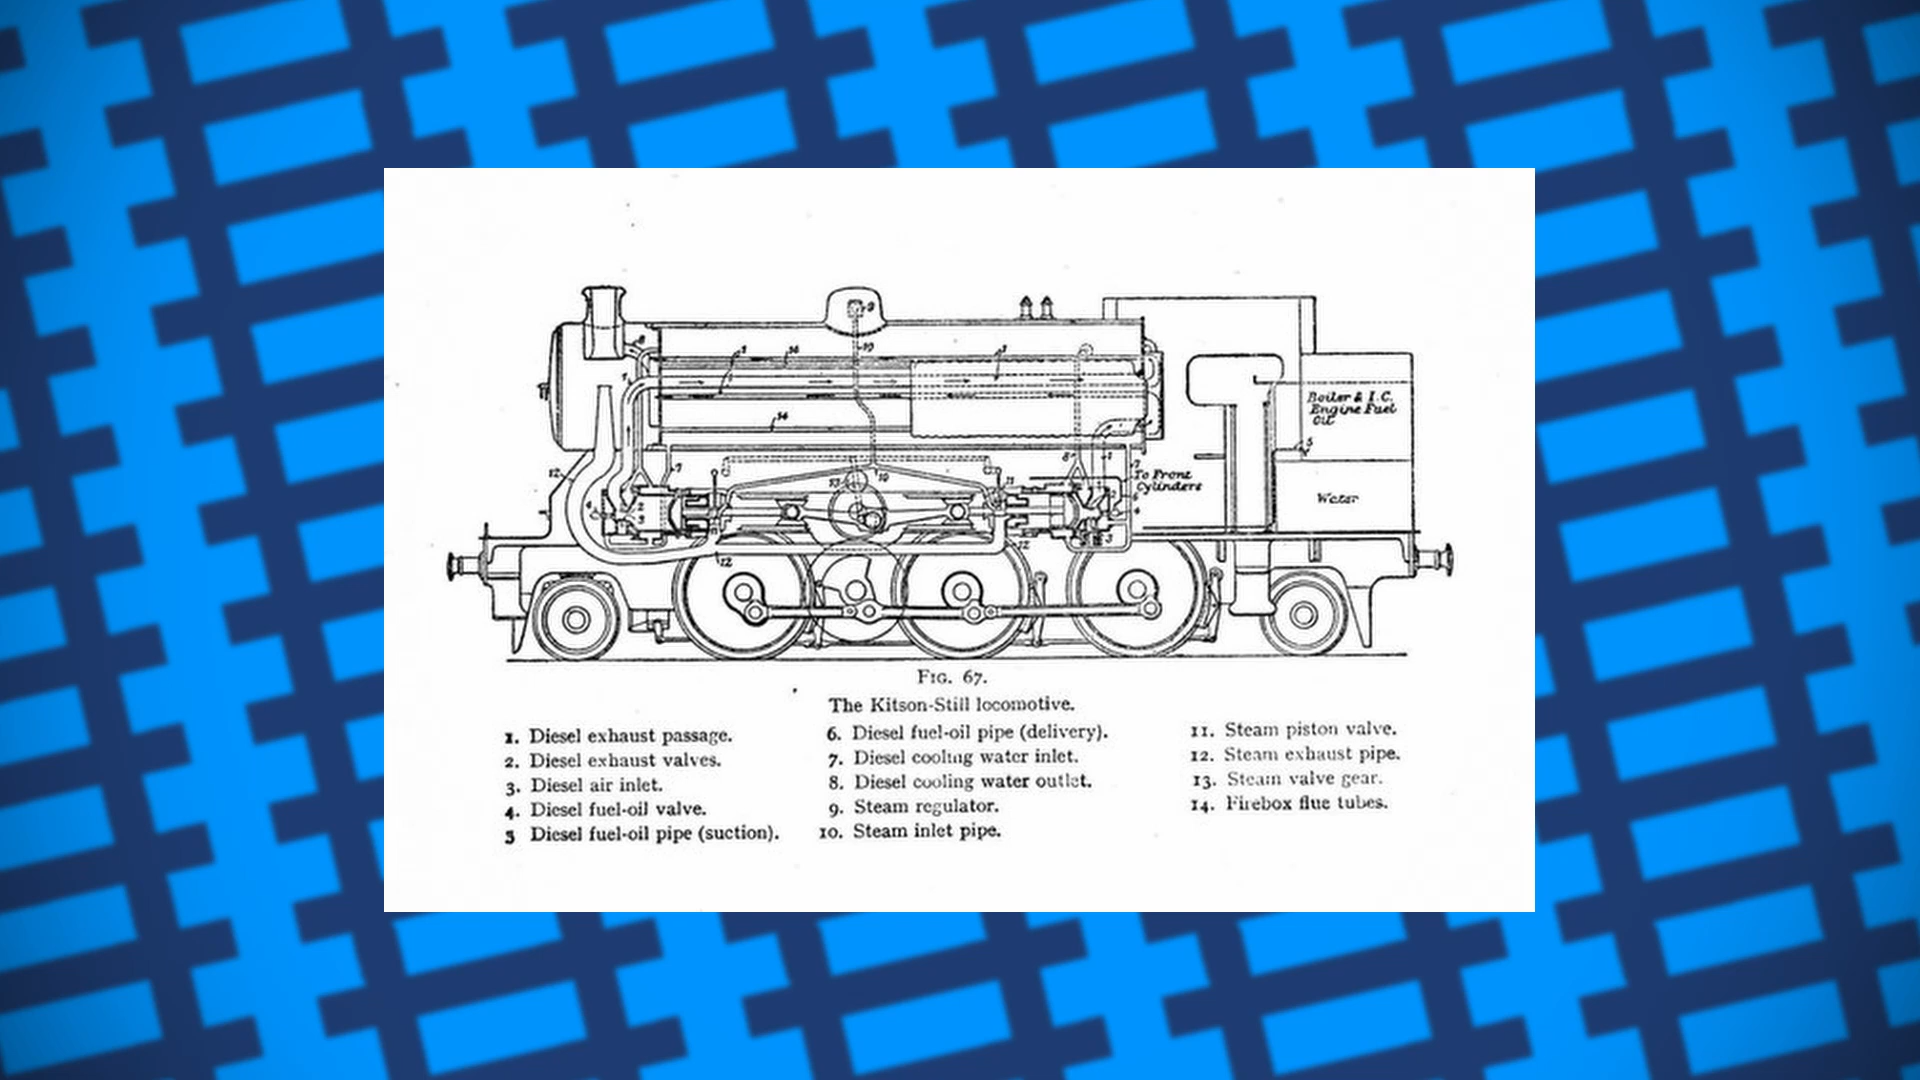 Boiler & I.C.
Engine Fuel
Oil
To Front
Cylinders
Water
FIG. 67.
The Kitson-Still locomotive.
1. Diesel exhaust passage.
2. Diesel exhaust valves.
3. Diesel air inlet.
4. Diesel fuel-oil valve.
5 Diesel fuel-oil pipe (suction).
6. Diesel fuel-oil pipe (delivery).
7. Diesel cooling water inlet.
8. Diesel cooling water outlet.
9. Steam regulator.
10. Steam inlet pipe.
11. Steam piston valve.
12. Steam exhaust pipe.
13. Steam valve gear.
14. Firebox flue tubes.